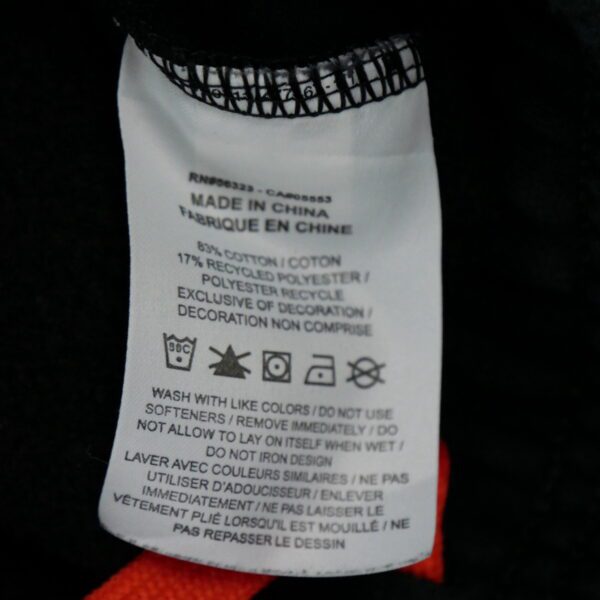 RN#56323 - CA#05553
MADE IN CHINA
FABRIQUE EN CHINE
83% COTTON / COTON
17% RECYCLED POLYESTER /
POLYESTER RECYCLE
EXCLUSIVE OF DECORATION /
DECORATION NON COMPRISE
WASH WITH LIKE COLORS / DO NOT USE
SOFTENERS / REMOVE IMMEDIATELY / DO
NOT ALLOW TO LAY ON ITSELF WHEN WET /
DO NOT IRON DESIGN
LAVER AVEC COULEURS SIMILAIRES / NE PAS
UTILISER D'ADOUCISSEUR / ENLEVER
IMMEDIATEMENT / NE PAS LAISSER LE
VÊTEMENT PLIÉ LORSQU'IL EST MOUILLÉ / NE
PAS REPASSER LE DESSIN